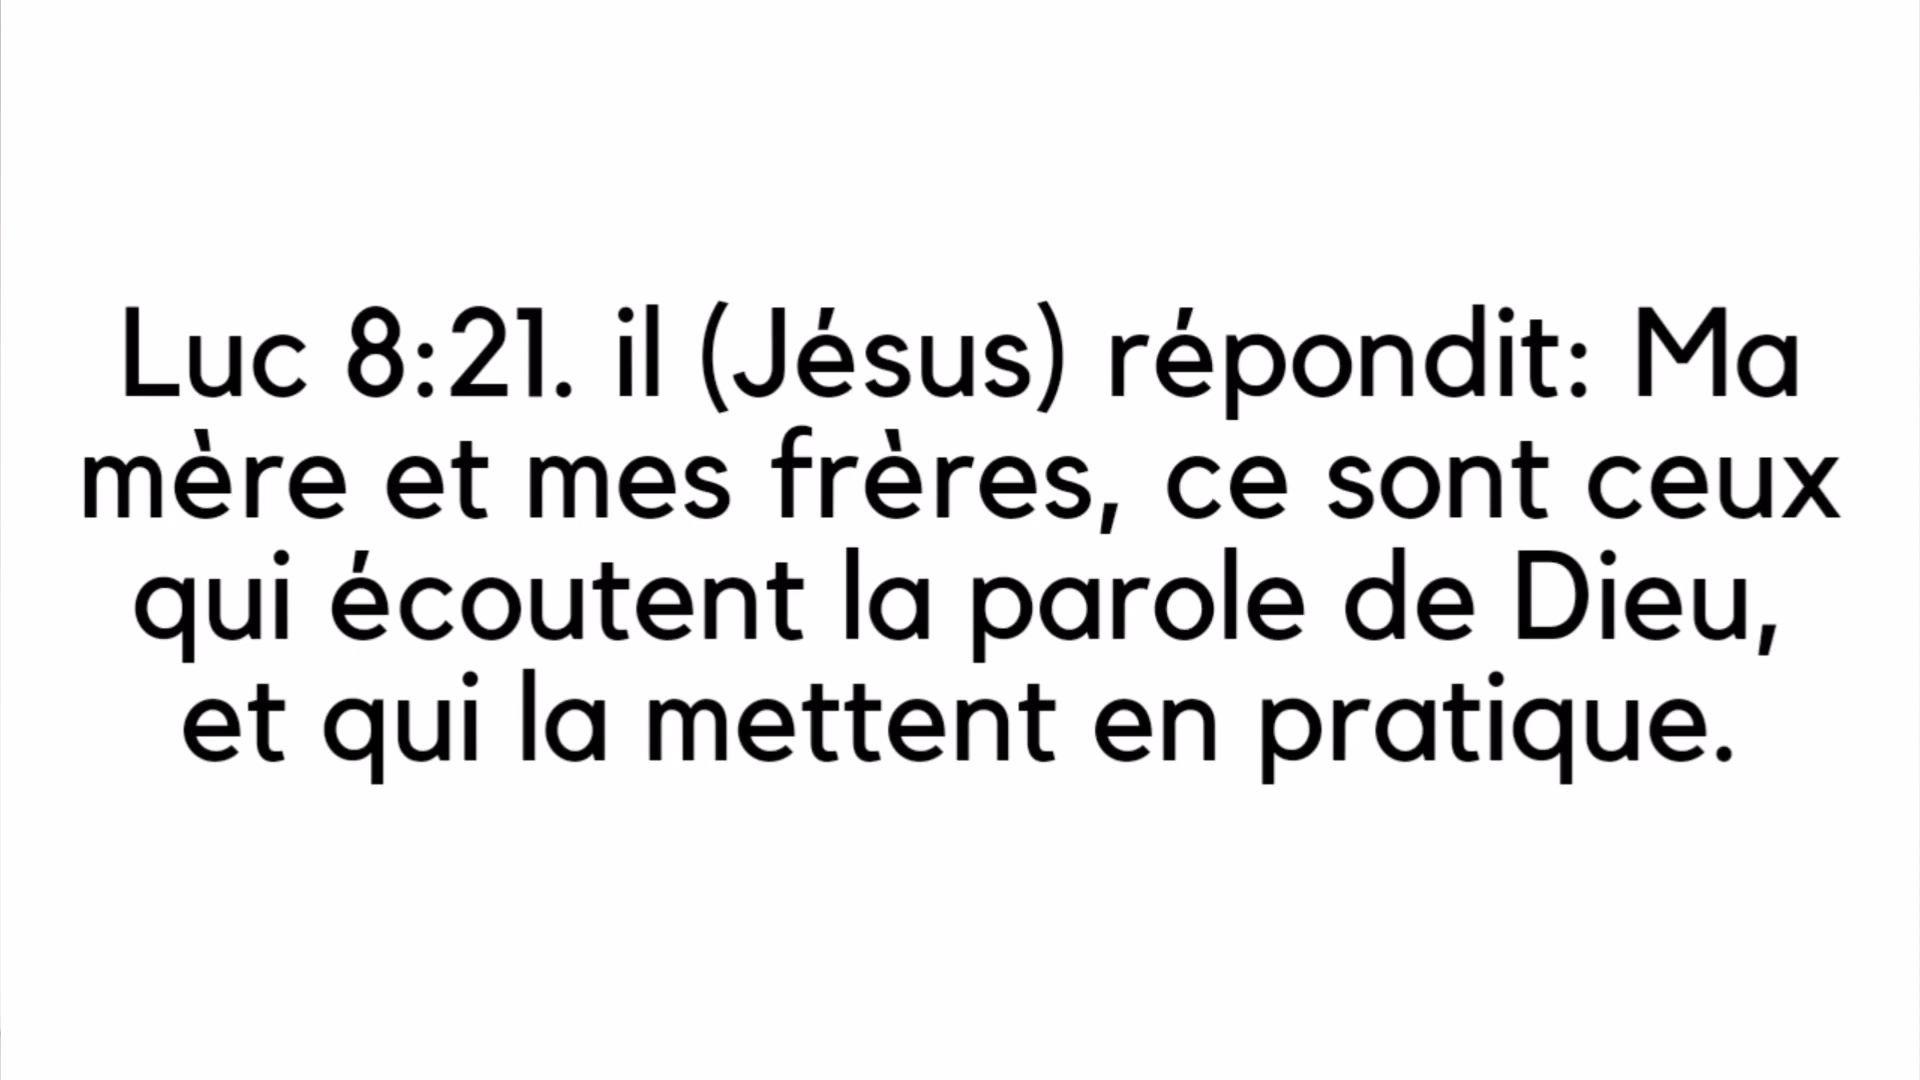 Luc 8:21. il (Jésus) répondit: Ma
mère et mes frères, ce sont ceux
qui écoutent la parole de Dieu,
et qui la mettent en pratique.